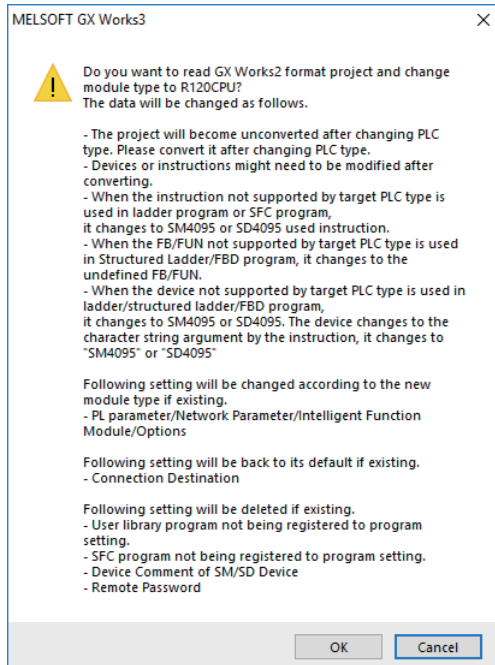 MELSOFT GX Works3
Do you want to read GX Works2 format project and change
module type to R120CPU?
The data will be changed as follows.
- The project will become unconverted after changing PLC
type. Please convert it after changing PLC type.
- Devices or instructions might need to be modified after
converting.
- When the instruction not supported by target PLC type is
used in ladder program or SFC program,
it changes to SM4095 or SD4095 used instruction.
- When the FB/FUN not supported by target PLC type is used
in Structured Ladder/FBD program, it changes to the
undefined FB/FUN.
- When the device not supported by target PLC type is used in
ladder/structured ladder/FBD program,
it changes to SM4095 or SD4095. The device changes to the
character string argument by the instruction, it changes to
"SM4095" or "SD4095"
Following setting will be changed according to the new
module type if existing.
- PL parameter/Network Parameter/Intelligent Function
Module/Options
Following setting will be back to its default if existing.
- Connection Destination
Following setting will be deleted if existing.
- User library program not being registered to program
setting.
- SFC program not being registered to program setting.
- Device Comment of SM/SD Device
- Remote Password
OK
Cancel